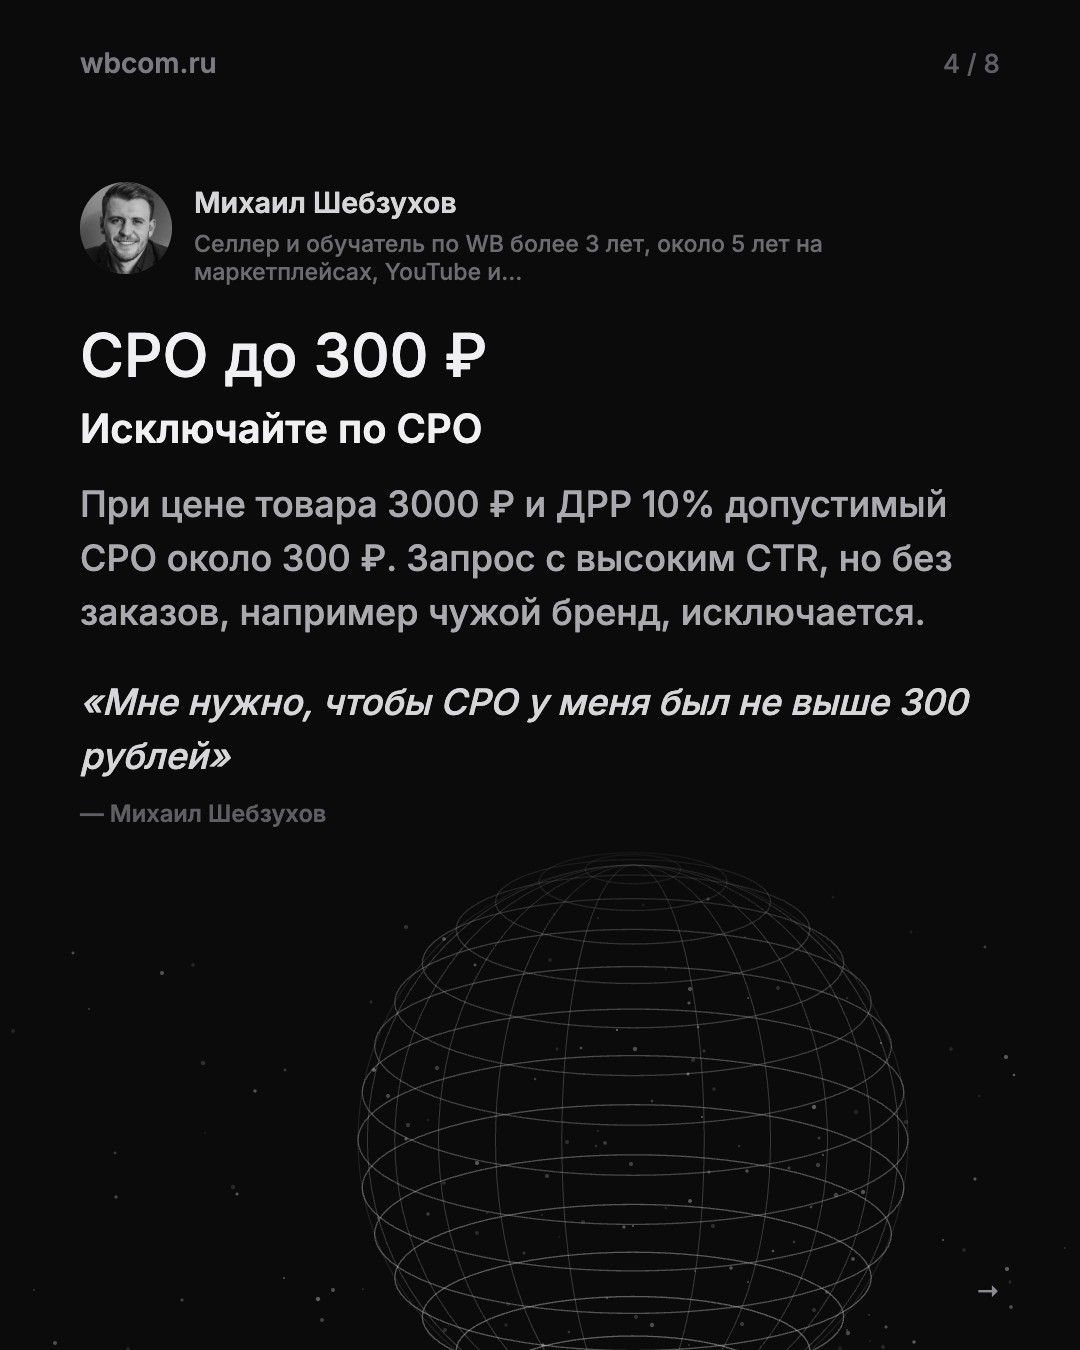 wbcom.ru
4 / 8
Михаил Шебзухов
Селлер и обучатель по WB более 3 лет, около 5 лет на
маркетплейсах, YouTube и...
CPO до 300 ₽
Исключайте по CPO
При цене товара 3000 ₽ и ДРР 10% допустимый
CPO около 300 ₽. Запрос с высоким CTR, но без
заказов, например чужой бренд, исключается.
«Мне нужно, чтобы CPO у меня был не выше 300
рублей»
— Михаил Шебзухов
→